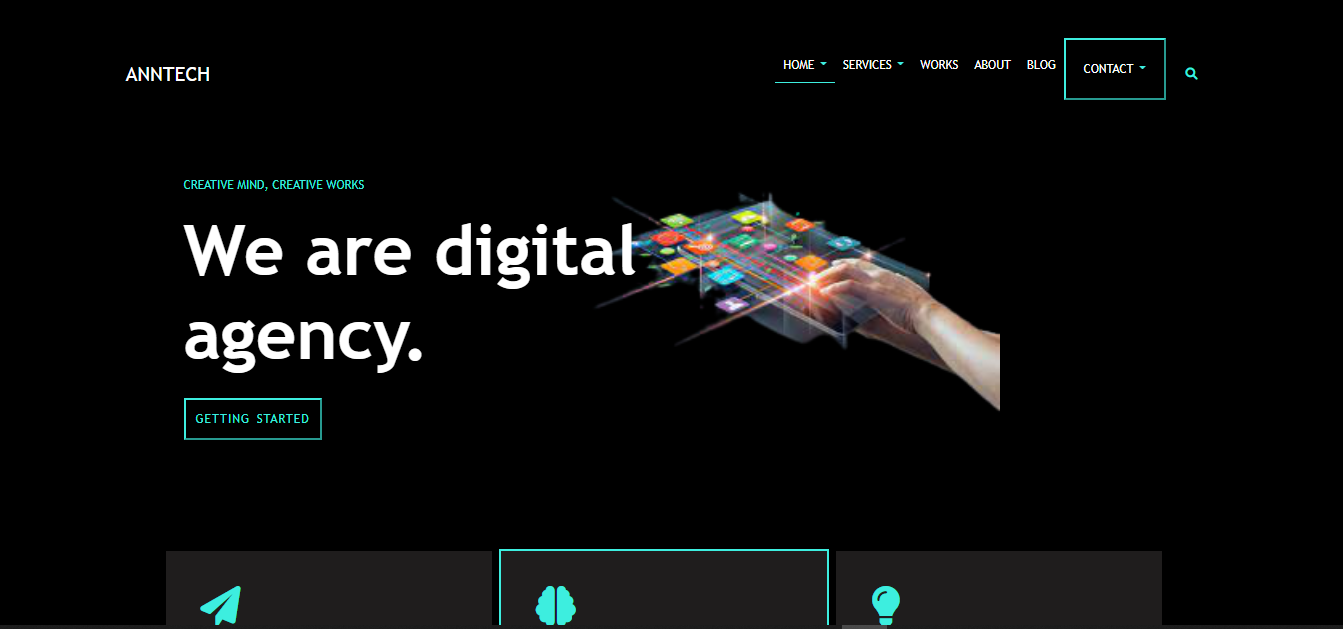 ANNTECH
HOME SERVICES WORKS ABOUT BLOG CONTACT
CREATIVE MIND, CREATIVE WORKS
We are digital
agency.
GETTING STARTED